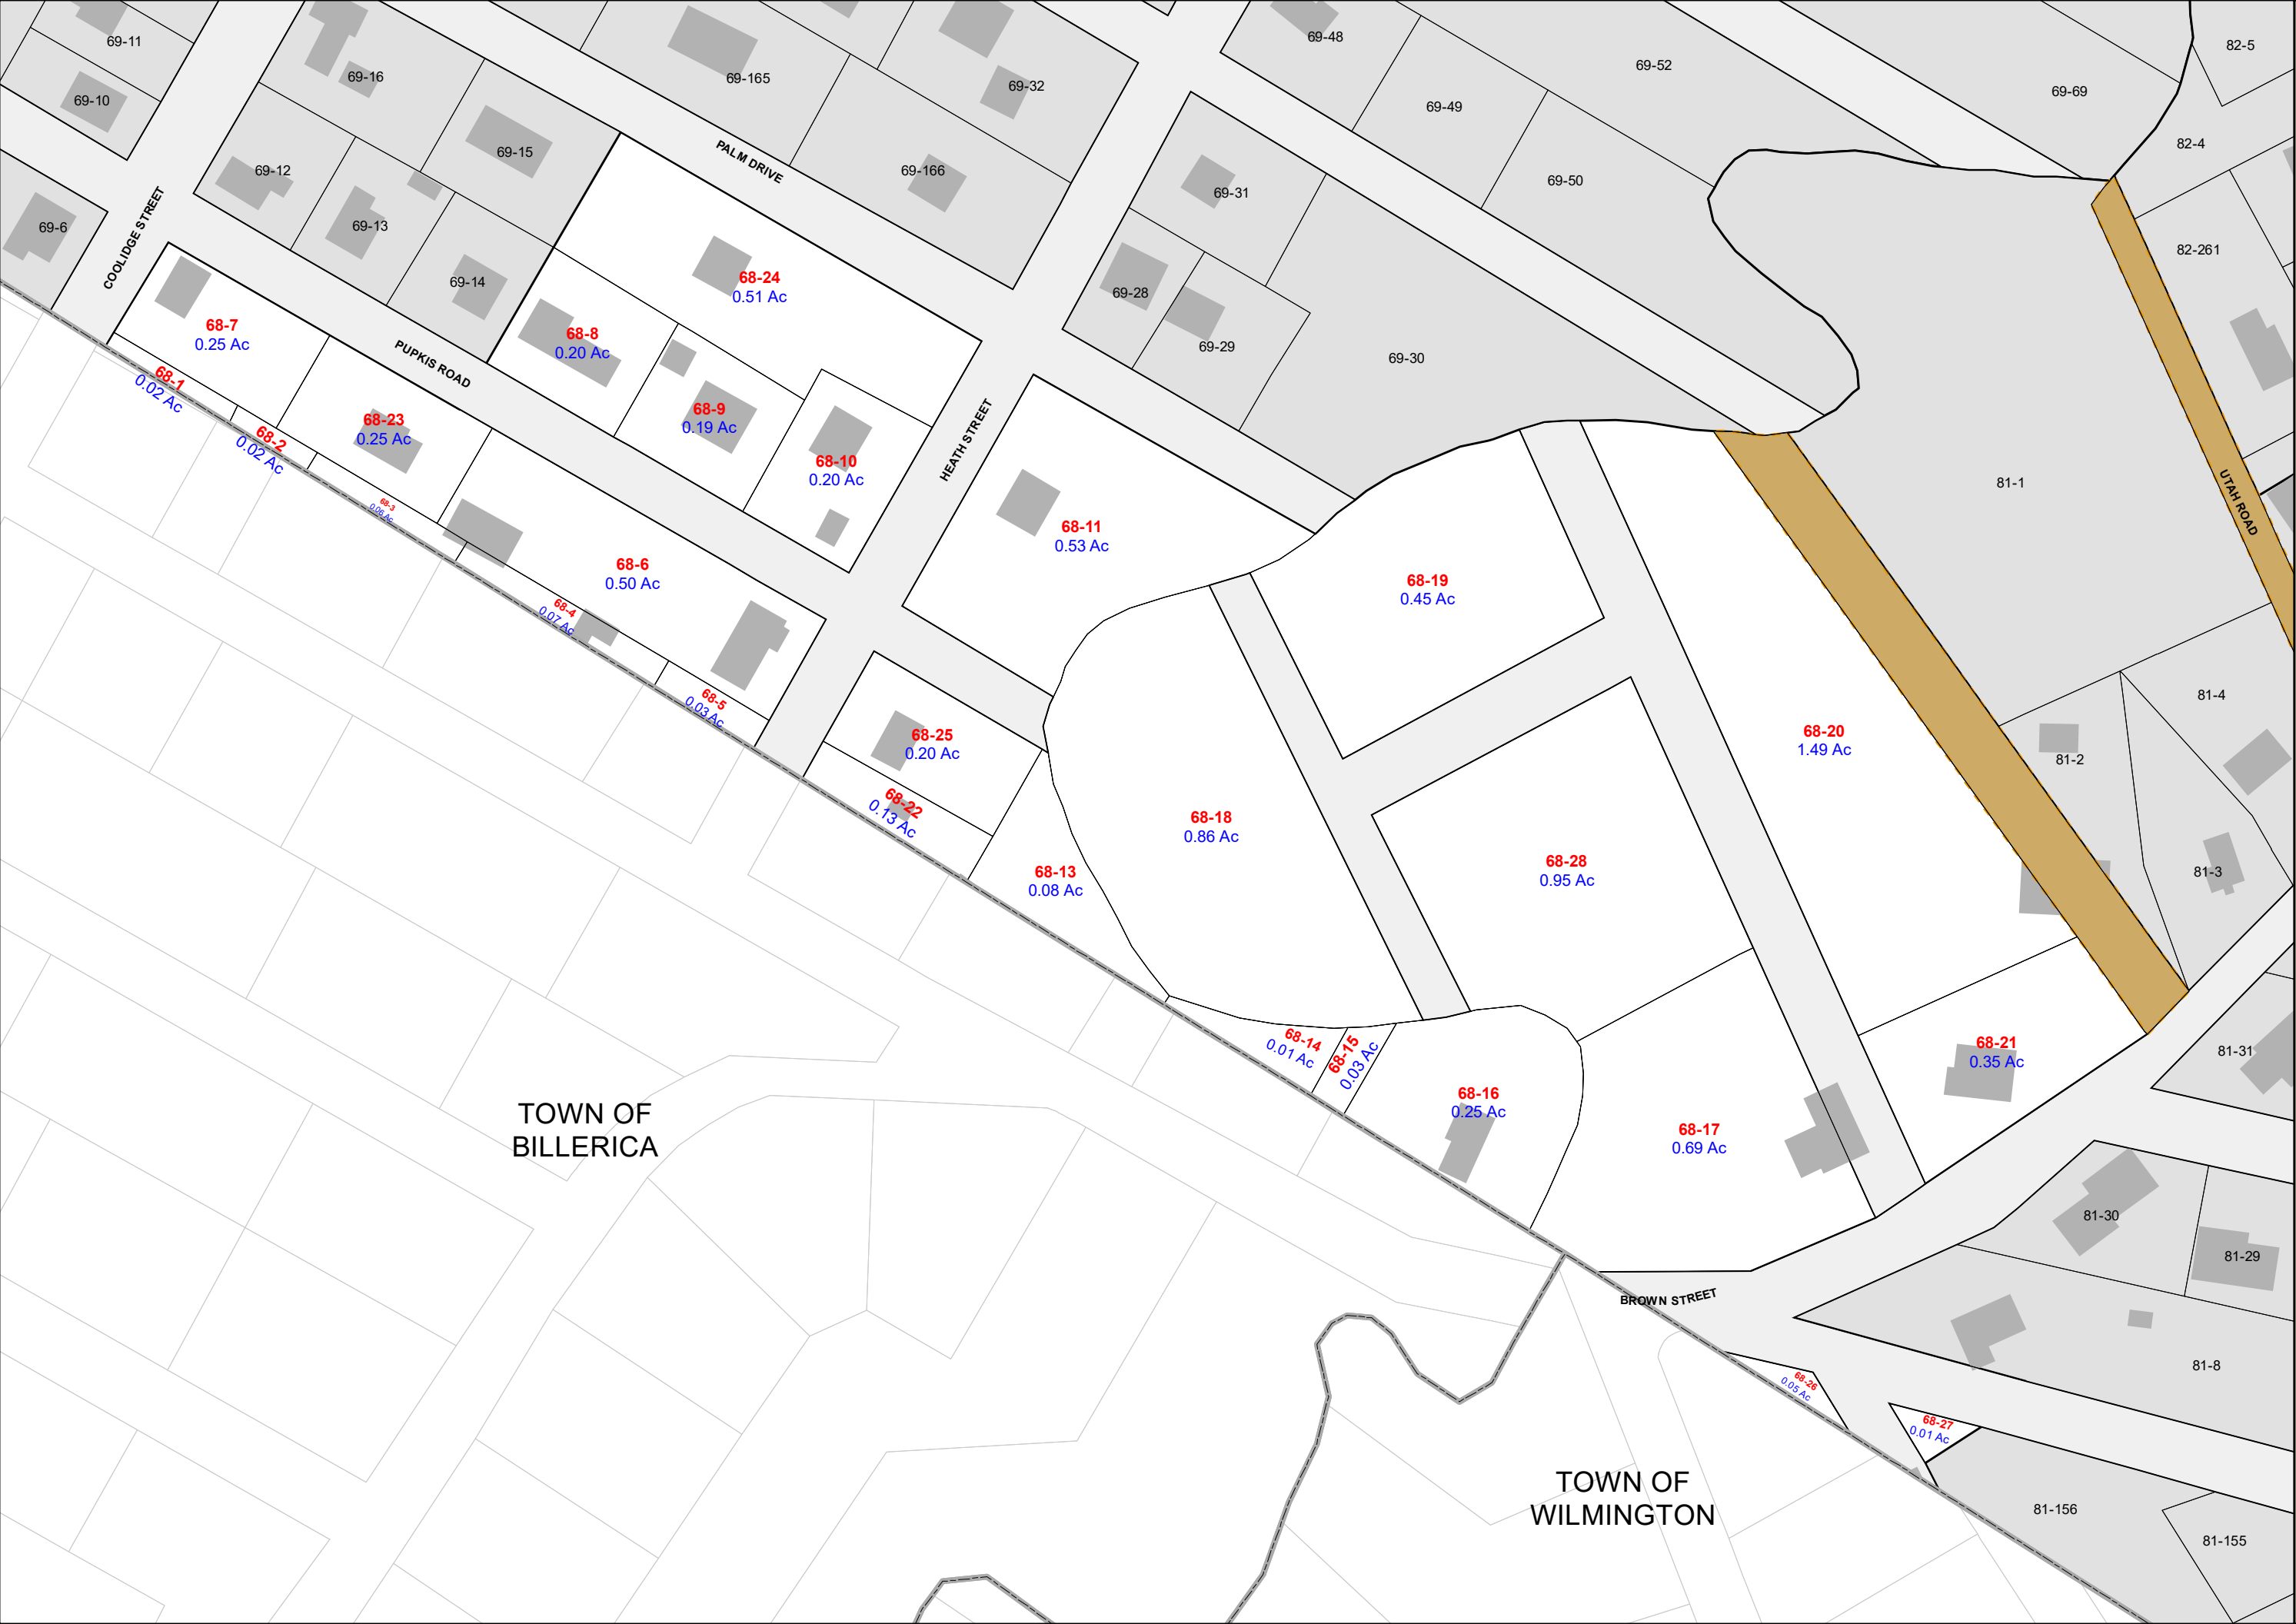 69-11
69-10
69-16
69-165
69-32
69-48
69-52
69-49
69-50
69-69
82-5
82-4
82-261
69-12
69-15
69-13
69-14
69-6
COOLIDGE STREET
PALM DRIVE
69-166
69-31
69-28
69-29
69-30
68-24
0.51 Ac
68-7
0.25 Ac
68-8
0.20 Ac
PUPKIS ROAD
68-1
0.02 Ac
68-23
0.25 Ac
68-9
0.19 Ac
68-10
0.20 Ac
HEATH STREET
68-2
0.02 Ac
68-3
0.06 Ac
68-11
0.53 Ac
81-1
UTAH ROAD
68-6
0.50 Ac
68-4
0.07 Ac
68-5
0.03 Ac
68-19
0.45 Ac
81-4
68-25
0.20 Ac
68-20
1.49 Ac
81-2
68-22
0.13 Ac
68-18
0.86 Ac
68-13
0.08 Ac
68-28
0.95 Ac
81-3
68-14
0.01 Ac
68-15
0.03 Ac
68-16
0.25 Ac
68-21
0.35 Ac
81-31
TOWN OF
BILLERICA
68-17
0.69 Ac
81-30
81-29
BROWN STREET
81-8
68-26
0.05 Ac
68-27
0.01 Ac
TOWN OF
WILMINGTON
81-156
81-155